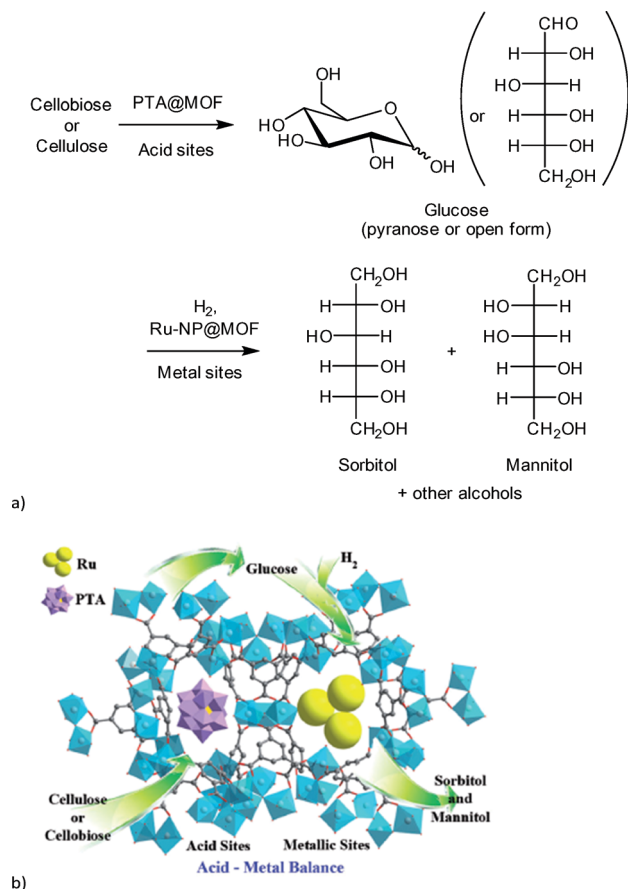 Cellobiose
or
Cellulose
PTA@MOF
Acid sites
OH
HO
HO
O
OH
OH
or
CHO
H OH
HO H
H OH
H OH
CH2OH
Glucose
(pyranose or open form)
H2,
Ru-NP@MOF
Metal sites
CH2OH
H OH
HO H
H OH
H OH
CH2OH
Sorbitol
+
CH2OH
HO H
HO H
H OH
H OH
CH2OH
Mannitol
+ other alcohols
a)
Ru
PTA
Glucose
H2
Cellulose
or
Cellobiose
Acid Sites
Metallic Sites
Sorbitol
and
Mannitol
Acid - Metal Balance
b)